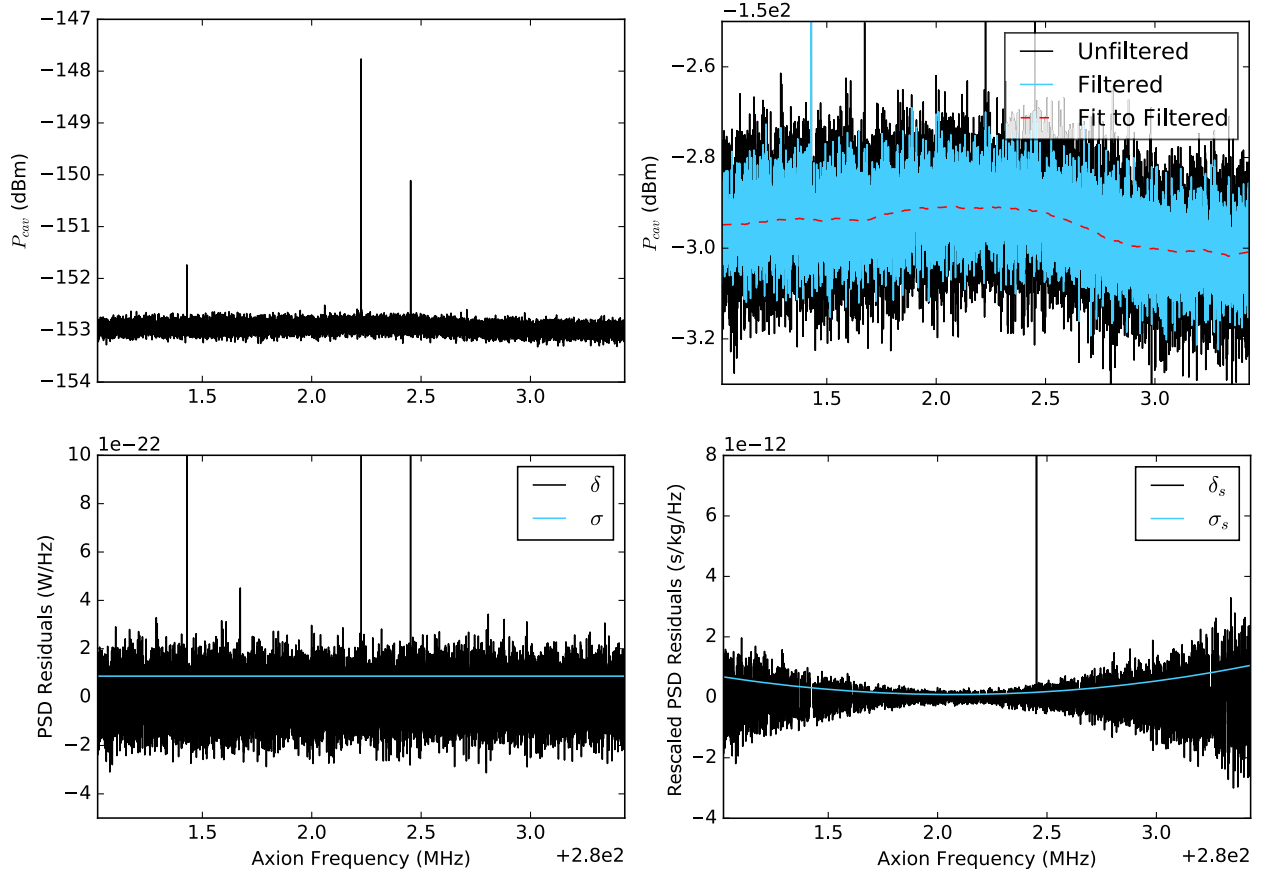 −147
−148
−149
−150
−151
−152
−153
−154
P_cav (dBm)
1.5 2.0 2.5 3.0
−1.5e2
−2.6
−2.8
−3.0
−3.2
P_cav (dBm)
Unfiltered
Filtered
Fit to Filtered
1.5 2.0 2.5 3.0
1e−22
10
8
6
4
2
0
−2
−4
PSD Residuals (W/Hz)
δ
σ
1.5 2.0 2.5 3.0
Axion Frequency (MHz) +2.8e2
1e−12
8
6
4
2
0
−2
−4
Rescaled PSD Residuals (s/kg/Hz)
δ_s
σ_s
1.5 2.0 2.5 3.0
Axion Frequency (MHz) +2.8e2